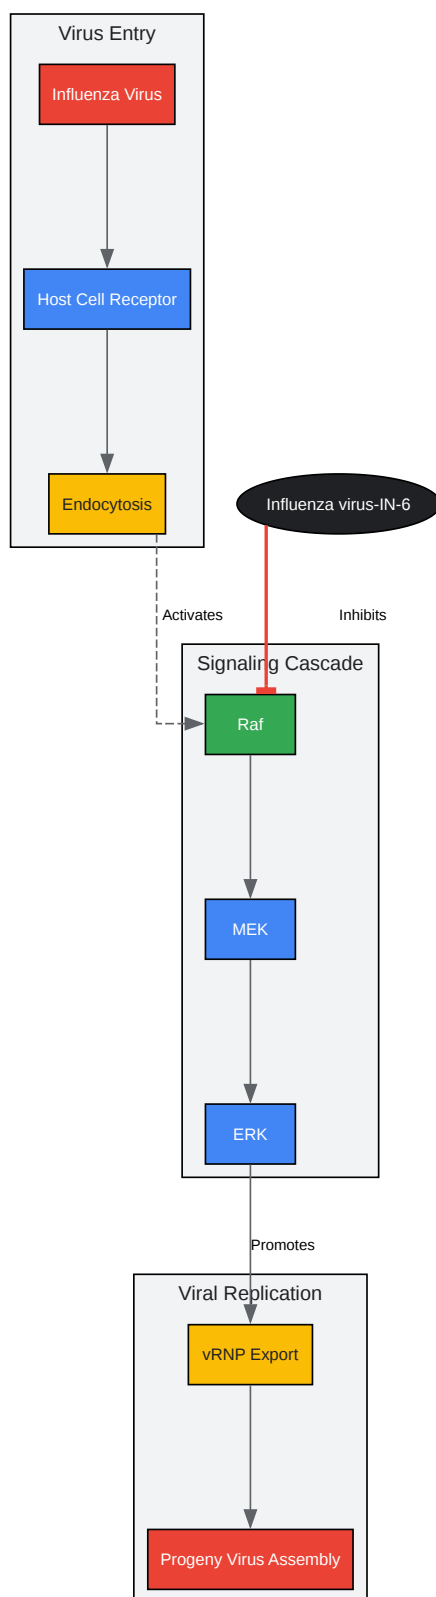 Virus Entry
Influenza Virus
Host Cell Receptor
Endocytosis
Influenza virus-IN-6
Activates
Inhibits
Signaling Cascade
Raf
MEK
ERK
Promotes
Viral Replication
vRNP Export
Progeny Virus Assembly